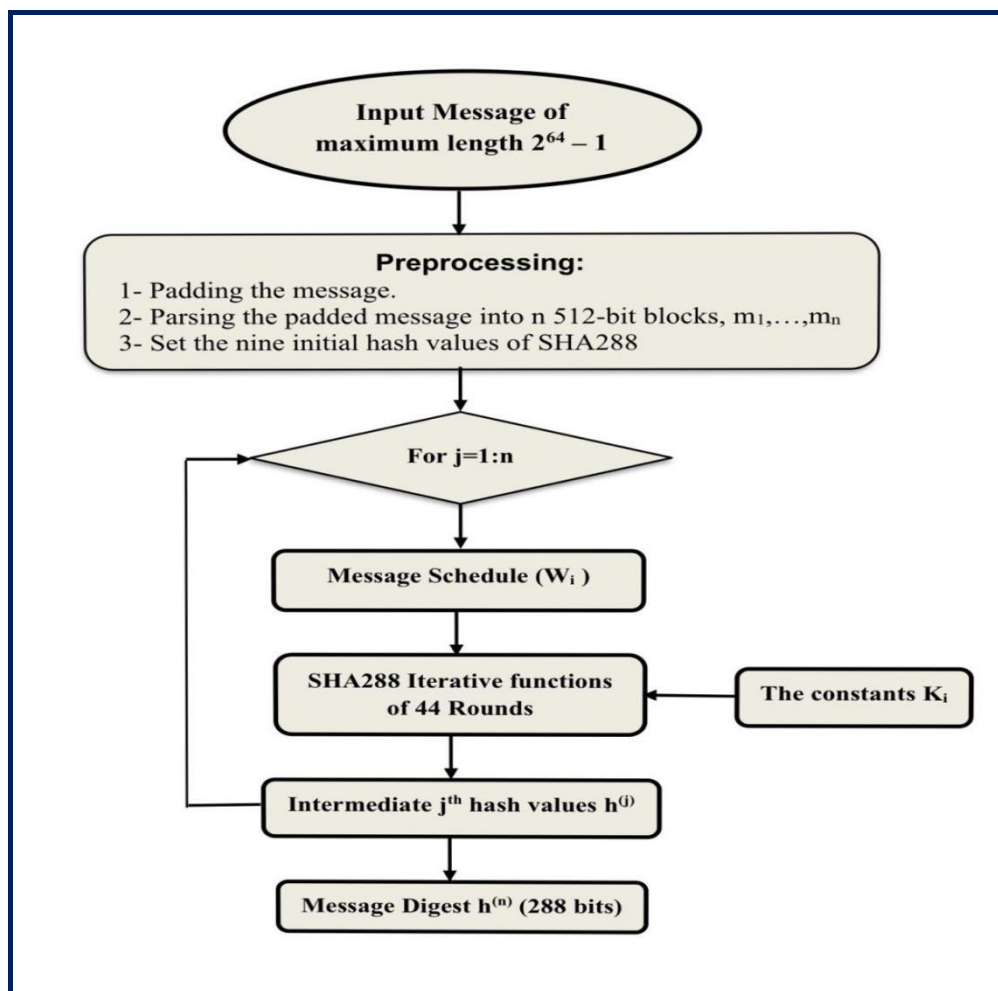 Input Message of
maximum length 2⁶⁴ – 1
Preprocessing:
1- Padding the message.
2- Parsing the padded message into n 512-bit blocks, m₁,…,mₙ
3- Set the nine initial hash values of SHA288
For j=1:n
Message Schedule (Wᵢ )
SHA288 Iterative functions
of 44 Rounds
The constants Kᵢ
Intermediate jᵗʰ hash values h⁽ʲ⁾
Message Digest h⁽ⁿ⁾ (288 bits)